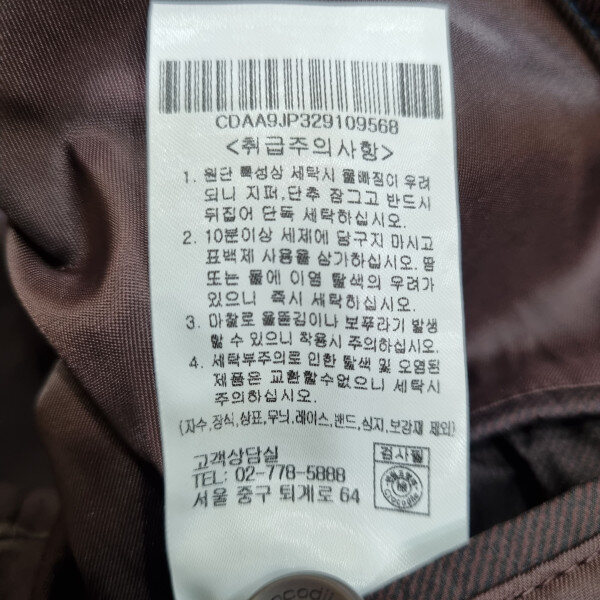 CDAA9JP329109568
<취급주의사항>
1. 원단 특성상 세탁시 물빠짐이 우려
되니 지퍼,단추 잠그고 반드시
뒤집어 단독 세탁하십시오.
2. 10분이상 세제에 담구지 마시고
표백제 사용을 삼가하십시오. 땀
또는 물에 이염 탈색의 우려가
있으니 즉시 세탁하십시오.
3. 마찰로 올뜯김이나 보푸라기 발생
할 수 있으니 착용시 주의하십시오.
4. 세탁부주의로 인한 탈색 및 오염된
제품은 교환할수없으니 세탁시
주의하십시오.
(자수,장식,상표,무늬,레이스,밴드,심지,보강재 제외)
고객상담실
검사필
TEL: 02-778-5888
서울 중구 퇴계로 64
crocodile